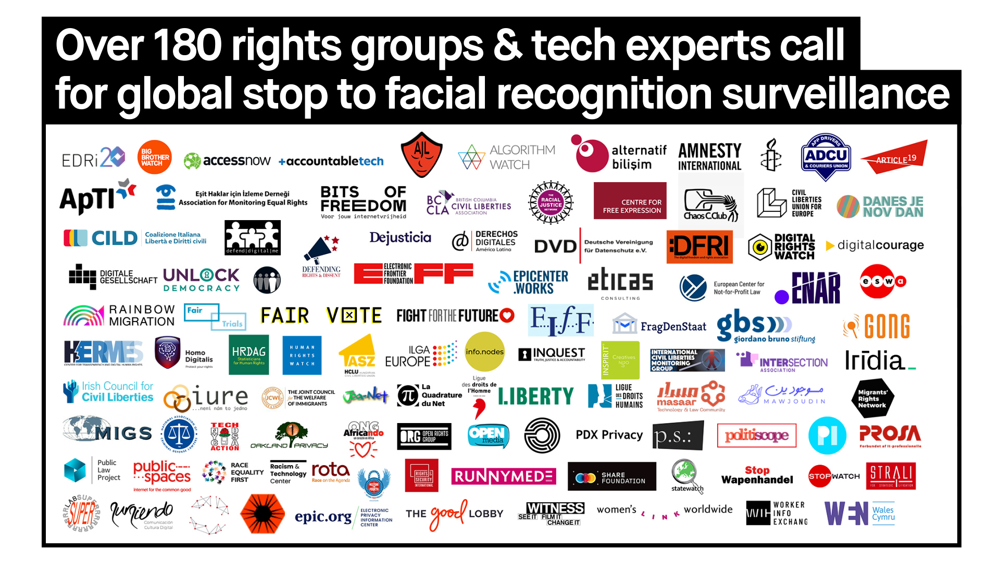 Over 180 rights groups & tech experts call
for global stop to facial recognition surveillance
EDRi 20
BIG
BROTHER
WATCH
accessnow
+accountabletech
AJL
ALGORITHM
WATCH
alternatif
bilişim
AMNESTY
INTERNATIONAL
APP DRIVERS
ADCU
& COURIERS UNION
ARTICLE 19
ApTI
Eşit Haklar için İzleme Derneği
Association for Monitoring Equal Rights
BITS OF
FREEDOM
Voor jouw internetvrijheid
BC
CLA
BRITISH COLUMBIA
CIVIL LIBERTIES
ASSOCIATION
THE
RACIAL
JUSTICE
NETWORK
CENTRE FOR
FREE EXPRESSION
Chaos C.Club
CIVIL
LIBERTIES
UNION FOR
EUROPE
DANES JE
NOV DAN
CILD
Coalizione Italiana
Libertà e Diritti civili
defend|digital|me
DEFENDING
RIGHTS & DISSENT
Dejusticia
DERECHOS
DIGITALES
América Latina
DVD
Deutsche Vereinigung
für Datenschutz e.V.
:DFRI
The digital freedom and rights association
DIGITAL
RIGHTS
WATCH
digitalcourage
DIGITALE
GESELLSCHAFT
UNLOCK
DEMOCRACY
EFF
ELECTRONIC
FRONTIER
FOUNDATION
EPICENTER
.WORKS
eticas
CONSULTING
European Center for
Not-for-Profit Law
ENAR
eswa
RAINBOW
MIGRATION
Fair
Trials
FAIR VOTE
FIGHT FOR THE FUTURE
F..I..f..F.
FragDenStaat
gbs
giordano bruno stiftung
GONG
HERMES
CENTER FOR TRANSPARENCY AND DIGITAL HUMAN RIGHTS
Homo
Digitalis
Protect your rights
HRDAG
Statisticians
for Human Rights
HUMAN
RIGHTS
WATCH
TASZ
HCLU HUNGARIAN
CIVIL LIBERTIES UNION
ILGA
EUROPE
info.nodes
INQUEST
TRUTH, JUSTICE & ACCOUNTABILITY
INSPIRIT
Creatives
NGO
INTERNATIONAL
CIVIL LIBERTIES
MONITORING
GROUP
INTERSECTION
ASSOCIATION
Irīdia_
Irish Council for
Civil Liberties
iure
...není nám to jedno
JCWI
THE JOINT COUNCIL
for THE WELFARE
OF IMMIGRANTS
Jca-Net
La
Quadrature
du Net
Ligue
des droits de
l'Homme
LIBERTY
LIGUE
DES DROITS
HUMAINS
مسار
masaar
Technology & Law Community
موجودين
MAWJOUDIN
Migrants'
Rights
Network
MIGS
NATIONAL ASSOCIATION OF
CRIMINAL DEFENSE LAWYERS
TECH
NYC DSA
ACTION
OAKLAND PRIVACY
ONG
Africando
un corazón en África
ORG
OPEN RIGHTS
GROUP
OPEN
media
PDX Privacy
p.s.:
politiscope
PI
PROSA
Forbundet af It-professionelle
Public
Law
Project
public
spaces
internet for the common good
RACE
EQUALITY
FIRST
Racism &
Technology
Center
rota
Race on the Agenda
RESTORE THE FOURTH
RIGHTS &
SECURITY
INTERNATIONAL
RUNNYMEDE
SHARE
FOUNDATION
statewatch
Stop
Wapenhandel
STOPWATCH
STRALI
FOR STRATEGIC LITIGATION
SUPERRR
LAB
SUPER
Surgiendo
Comunicación
Cultura Digital
epic.org
ELECTRONIC
PRIVACY
INFORMATION
CENTER
THE good LOBBY
WITNESS
SEE IT FILM IT
CHANGE IT
women's LINK worldwide
WIH
WORKER
INFO
EXCHANG
WEN
Wales
Cymru